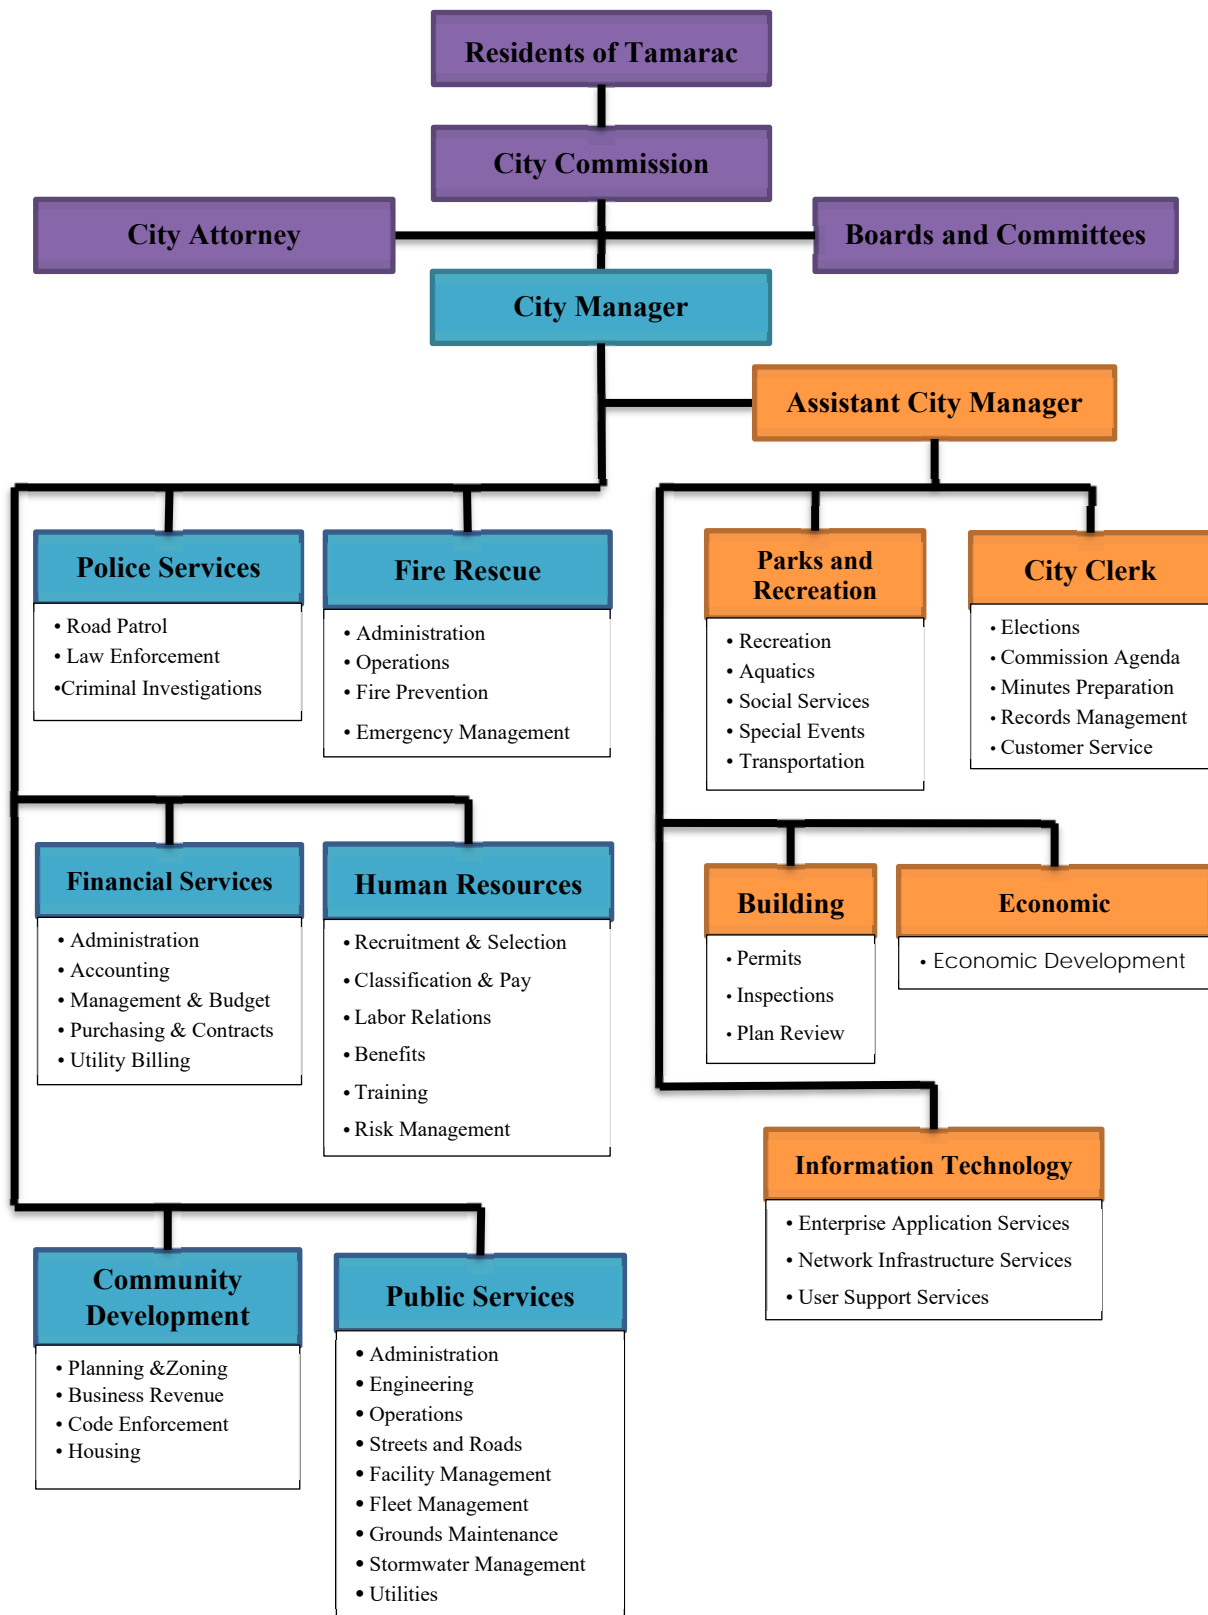 Residents of Tamarac
City Commission
City Attorney
Boards and Committees
City Manager
Assistant City Manager
Police Services
• Road Patrol
• Law Enforcement
•Criminal Investigations
Fire Rescue
• Administration
• Operations
• Fire Prevention
• Emergency Management
Parks and
Recreation
• Recreation
• Aquatics
• Social Services
• Special Events
• Transportation
City Clerk
• Elections
• Commission Agenda
• Minutes Preparation
• Records Management
• Customer Service
Financial Services
• Administration
• Accounting
• Management & Budget
• Purchasing & Contracts
• Utility Billing
Human Resources
• Recruitment & Selection
• Classification & Pay
• Labor Relations
• Benefits
• Training
• Risk Management
Building
• Permits
• Inspections
• Plan Review
Economic
• Economic Development
Information Technology
• Enterprise Application Services
• Network Infrastructure Services
• User Support Services
Community
Development
• Planning &Zoning
• Business Revenue
• Code Enforcement
• Housing
Public Services
• Administration
• Engineering
• Operations
• Streets and Roads
• Facility Management
• Fleet Management
• Grounds Maintenance
• Stormwater Management
• Utilities